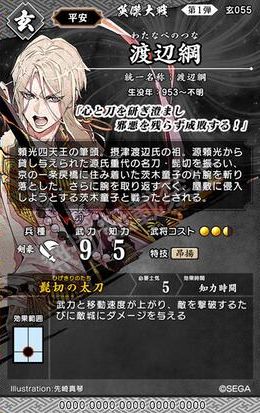 玄
平安
英傑大戦
第1弾
玄055
わたなべのつな
渡辺綱
統一名称：渡辺綱
生没年：953～不明
「心と刀を研ぎ澄まし
邪悪を残らず成敗する！」
頼光四天王の筆頭、摂津渡辺氏の祖。源頼光から
貸し与えられた源氏重代の名刀・髭切を振るい、
京の一条戻橋に住み着いた茨木童子の片腕を斬り
落とした。さらに腕を取り返すべく、屋敷に侵入
しようとする茨木童子と戦ったとされる。
兵種
武力
知力
武将コスト
剣豪
9
5
特技
昂揚
ひげきりのたち
髭切の太刀
必要士気
5
効果時間
知力時間
効果範囲
武力と移動速度が上がり、敵を撃破するた
びに敵城にダメージを与える
Illustration:先崎真琴
©SEGA
0000-0000-0000-0000-0000